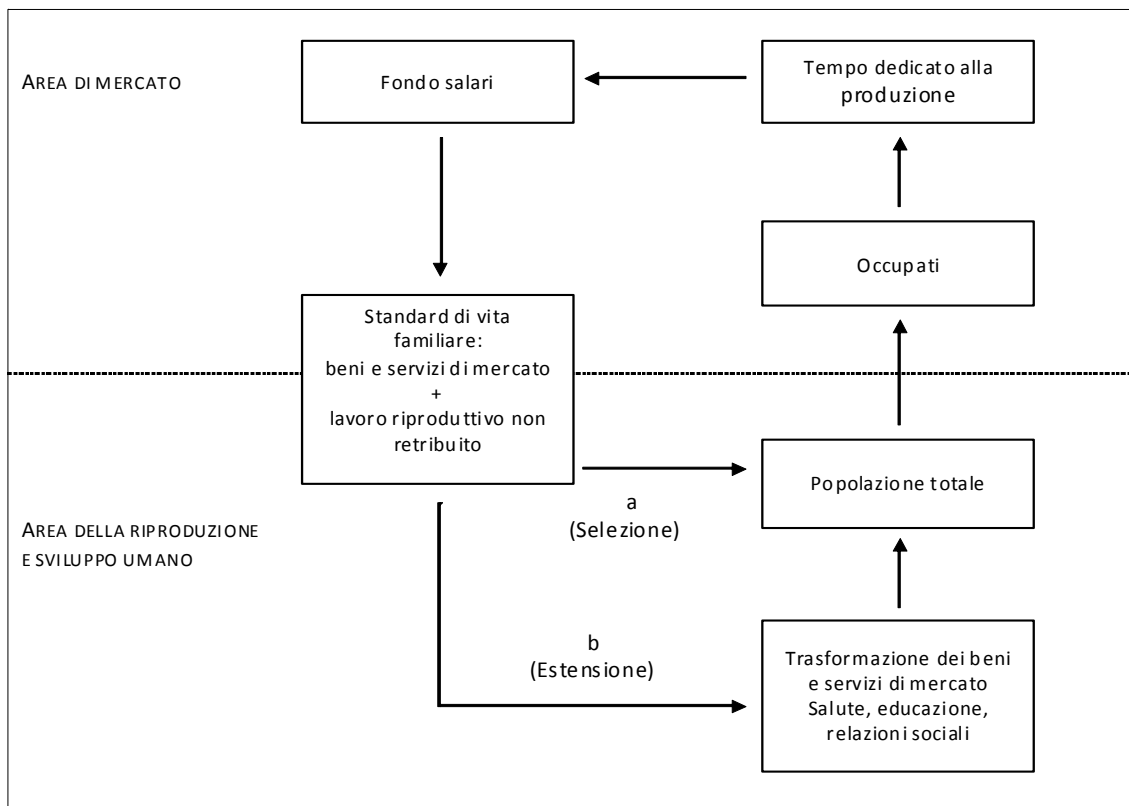 AREA DI MERCATO
Fondo salari
Tempo dedicato alla
produzione
Occupati
Standard di vita
familiare:
beni e servizi di mercato
+
lavoro riproduttivo non
retribuito
a
(Selezione)
Popolazione totale
AREA DELLA RIPRODUZIONE
E SVILUPPO UMANO
b
(Estensione)
Trasformazione dei beni
e servizi di mercato
Salute, educazione,
relazioni sociali